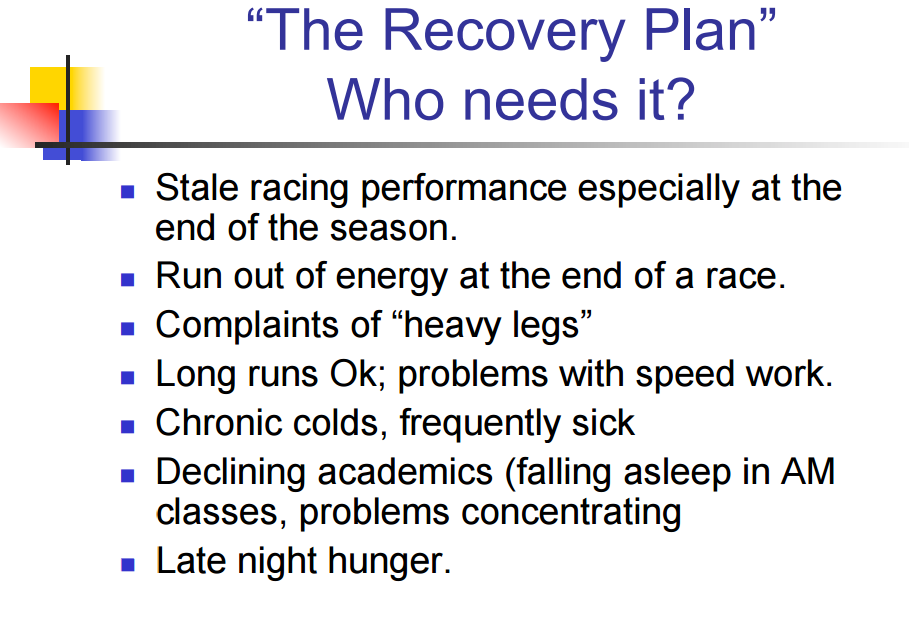 “The Recovery Plan”
Who needs it?
Stale racing performance especially at the
end of the season.
Run out of energy at the end of a race.
Complaints of “heavy legs”
Long runs Ok; problems with speed work.
Chronic colds, frequently sick
Declining academics (falling asleep in AM
classes, problems concentrating
Late night hunger.